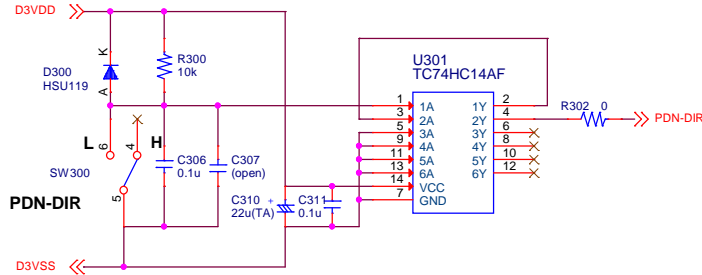 D3VDD
K
D300
HSU119
A
R300
10k
U301
TC74HC14AF
1 1A 1Y 2
3 2A 2Y 4
5 3A 3Y 6
9 4A 4Y 8
11 5A 5Y 10
13 6A 6Y 12
14 VCC
7 GND
R302 0
PDN-DIR
L
6
4
H
SW300
5
PDN-DIR
C306
0.1u
C307
(open)
C310
+
22u(TA)
C311
0.1u
D3VSS